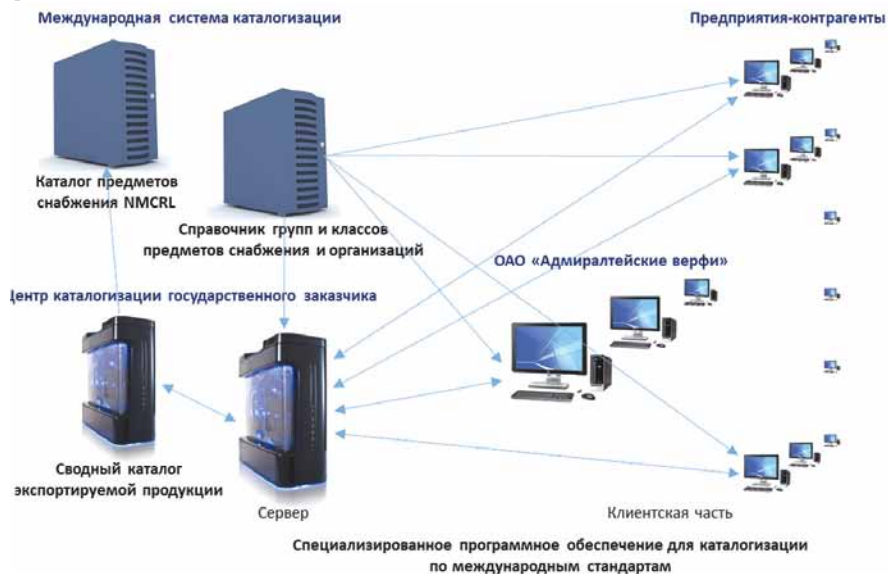 Международная система каталогизации
Предприятия-контрагенты
Каталог предметов
снабжения NMCRL
Справочник групп и классов
предметов снабжения и организаций
ОАО «Адмиралтейские верфи»
Центр каталогизации государственного заказчика
Сводный каталог
экспортируемой продукции
Сервер
Клиентская часть
Специализированное программное обеспечение для каталогизации
по международным стандартам